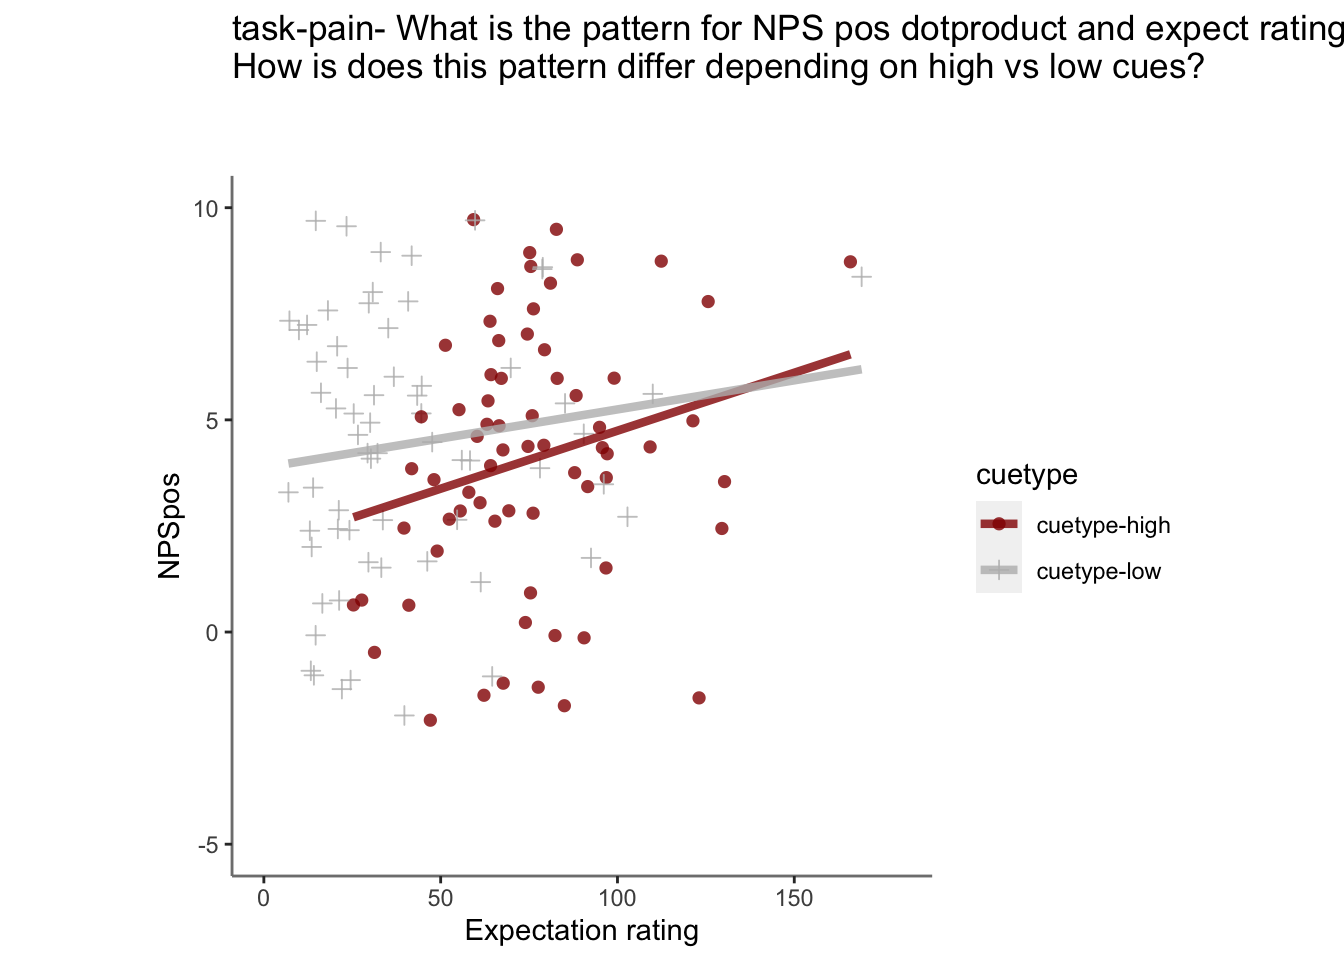 task-pain- What is the pattern for NPS pos dotproduct and expect rating
How is does this pattern differ depending on high vs low cues?
10
5
0
-5
NPSpos
0 50 100 150
Expectation rating
cuetype
cuetype-high
cuetype-low